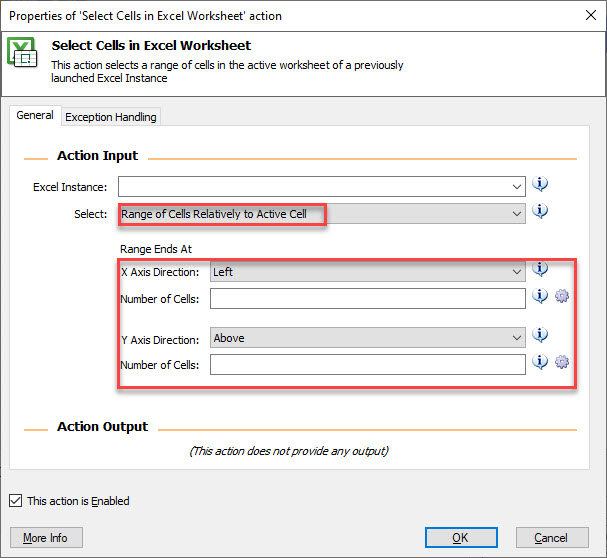 Properties of 'Select Cells in Excel Worksheet' action
Select Cells in Excel Worksheet
This action selects a range of cells in the active worksheet of a previously
launched Excel Instance
General
Exception Handling
Action Input
Excel Instance:
Select:
Range of Cells Relatively to Active Cell
Range Ends At
X Axis Direction:
Left
Number of Cells:
Y Axis Direction:
Above
Number of Cells:
Action Output
(This action does not provide any output)
This action is Enabled
More Info
OK
Cancel